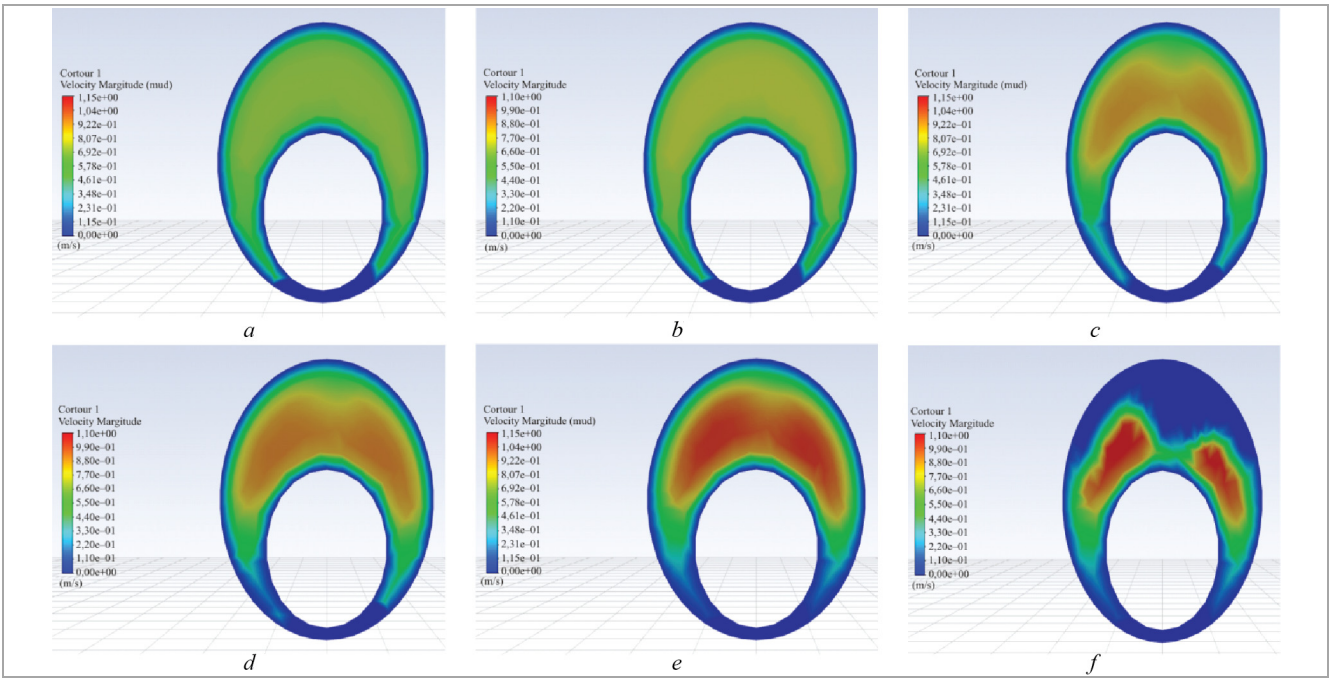 Cortour 1
Velocity Margitude (mud)
1,15e+00
1,04e+00
9,22e–01
8,07e–01
6,92e–01
5,78e–01
4,61e–01
3,48e–01
2,31e–01
1,15e–01
0,00e+00
(m/s)
a
Cortour 1
Velocity Margitude
1,10e+00
9,90e–01
8,80e–01
7,70e–01
6,60e–01
5,50e–01
4,40e–01
3,30e–01
2,20e–01
1,10e–01
0,00e+00
(m/s)
b
Cortour 1
Velocity Margitude (mud)
1,15e+00
1,04e+00
9,22e–01
8,07e–01
6,92e–01
5,78e–01
4,61e–01
3,48e–01
2,31e–01
1,15e–01
0,00e+00
(m/s)
c
Cortour 1
Velocity Margitude
1,10e+00
9,90e–01
8,80e–01
7,70e–01
6,60e–01
5,50e–01
4,40e–01
3,30e–01
2,20e–01
1,10e–01
0,00e+00
(m/s)
d
Cortour 1
Velocity Margitude (mud)
1,15e+00
1,04e+00
9,22e–01
8,07e–01
6,92e–01
5,78e–01
4,61e–01
3,48e–01
2,31e–01
1,15e–01
0,00e+00
(m/s)
e
Cortour 1
Velocity Margitude
1,10e+00
9,90e–01
8,80e–01
7,70e–01
6,60e–01
5,50e–01
4,40e–01
3,30e–01
2,20e–01
1,10e–01
0,00e+00
(m/s)
f